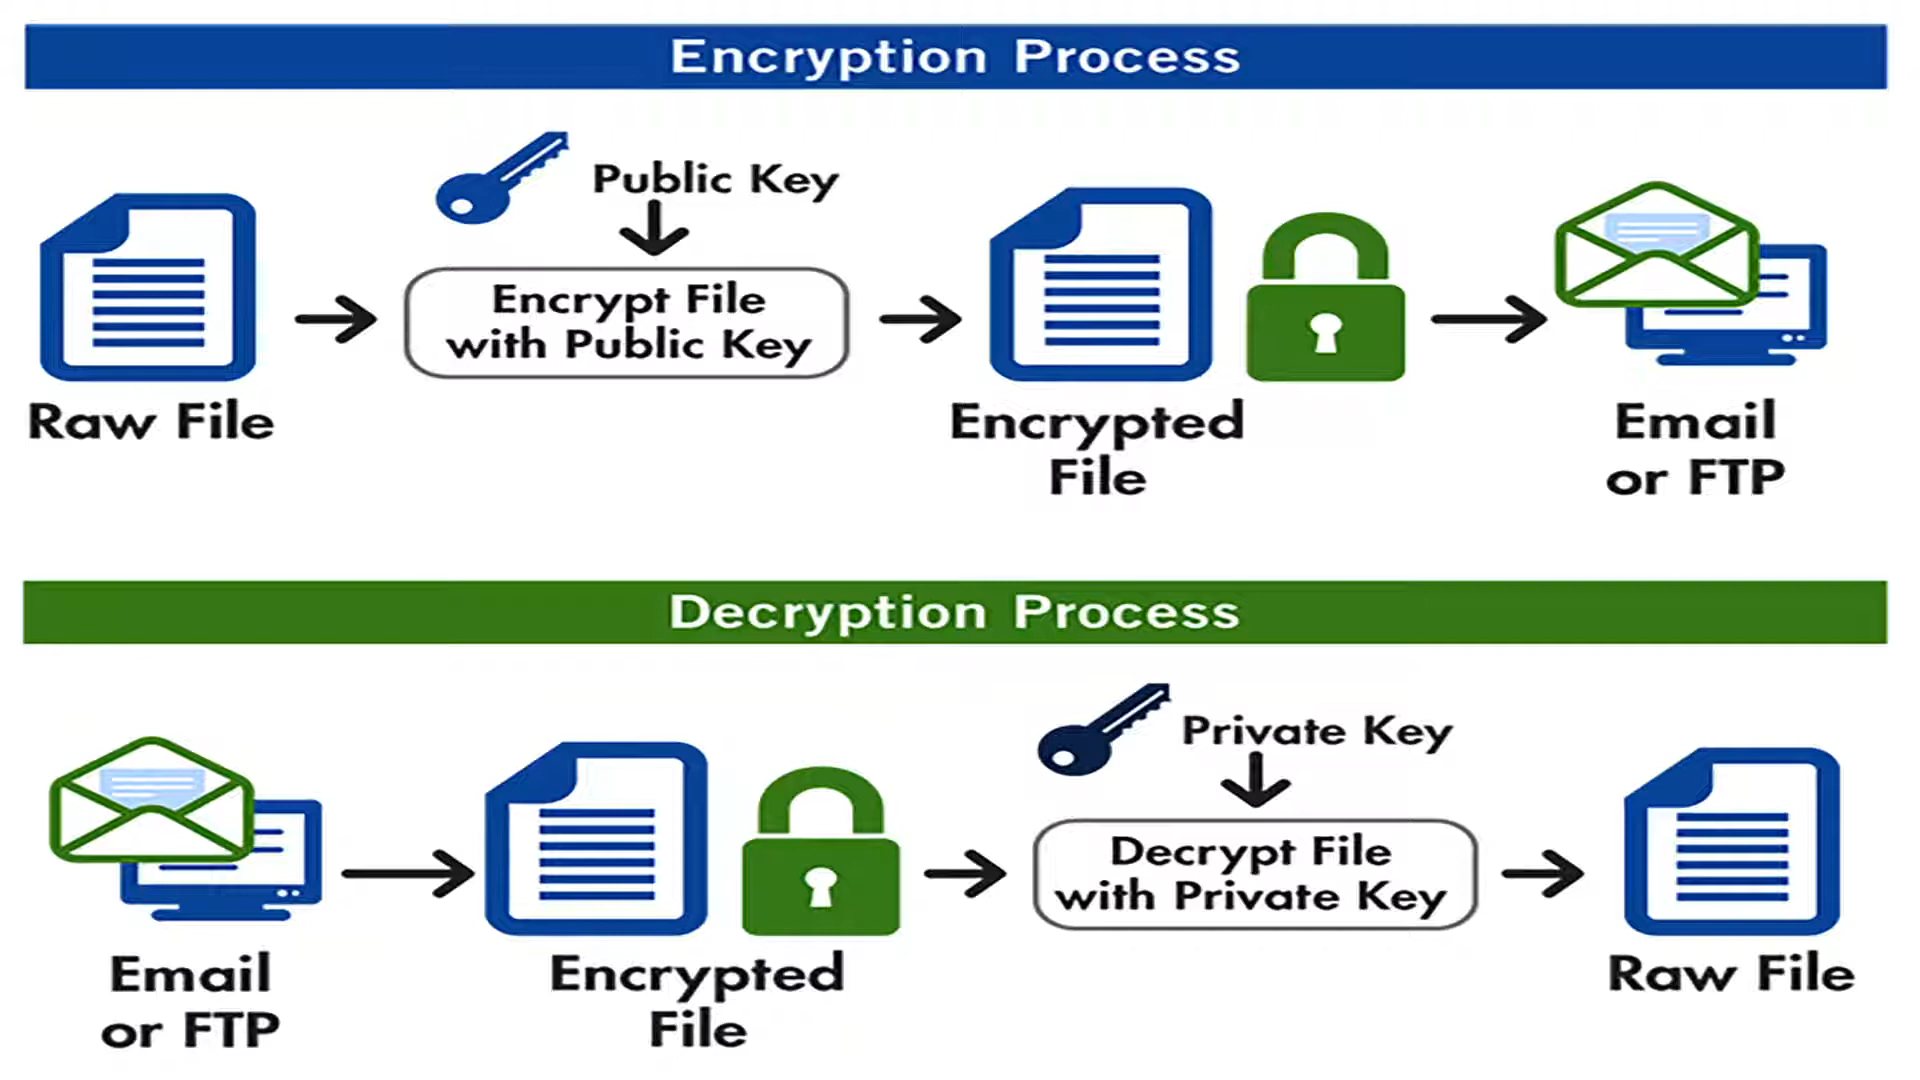 Encryption Process
Public Key
Encrypt File
with Public Key
Raw File
Encrypted
File
Email
or FTP
Decryption Process
Private Key
Decrypt File
with Private Key
Email
or FTP
Encrypted
File
Raw File